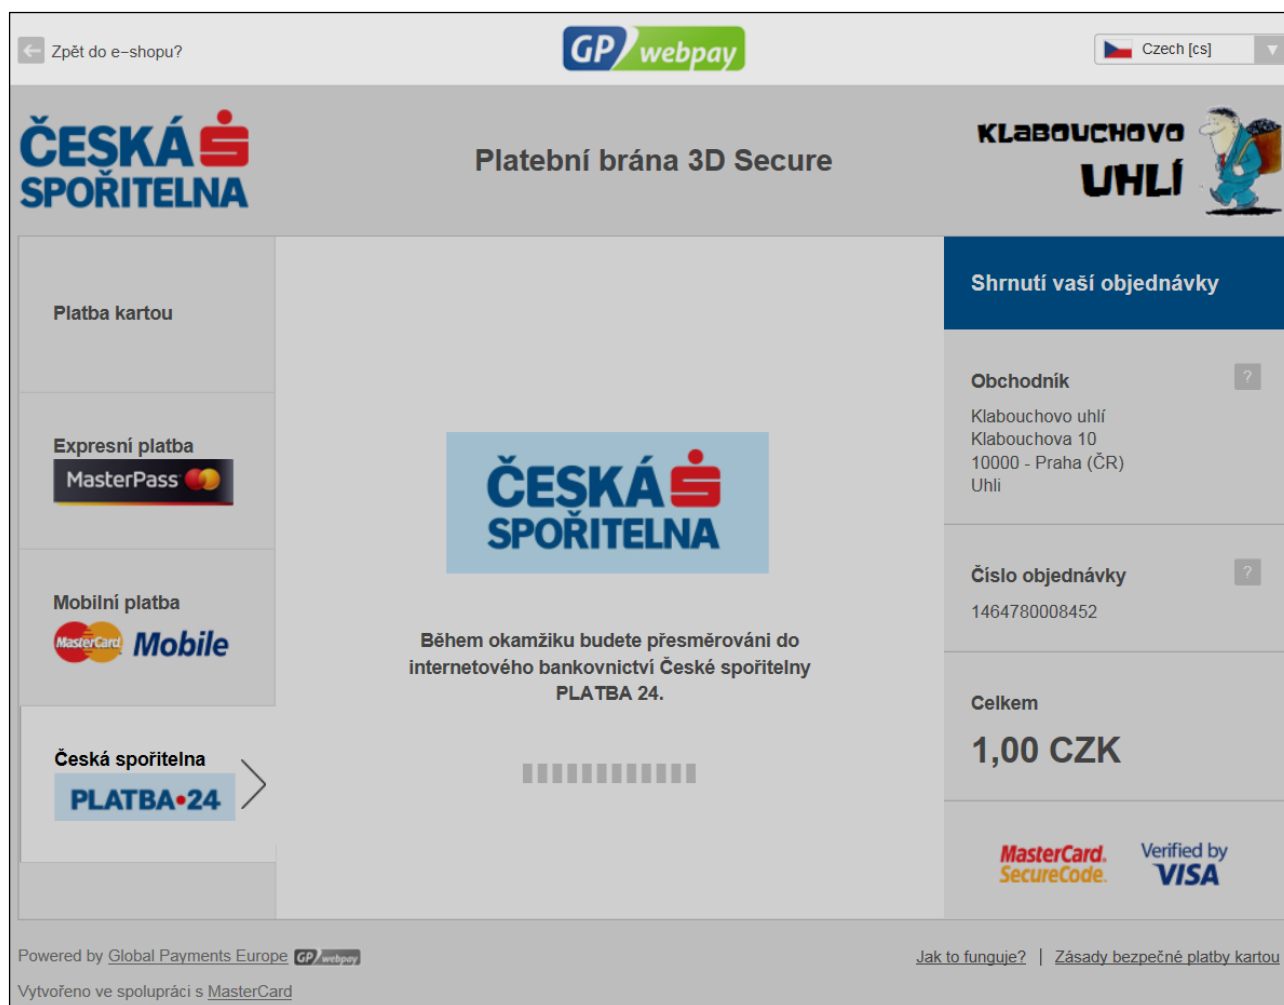 Zpět do e-shopu?
GP webpay
Czech [cs]
ČESKÁ
SPOŘITELNA
Platební brána 3D Secure
KLABOUCHOVO
UHLÍ
Platba kartou
Expresní platba
MasterPass
Mobilní platba
MasterCard Mobile
Česká spořitelna
PLATBA•24
ČESKÁ
SPOŘITELNA
Během okamžiku budete přesměrováni do
internetového bankovnictví České spořitelny
PLATBA 24.
Shrnutí vaší objednávky
Obchodník ?
Klabouchovo uhlí
Klabouchova 10
10000 - Praha (ČR)
Uhli
Číslo objednávky ?
1464780008452
Celkem
1,00 CZK
MasterCard.
SecureCode.
Verified by
VISA
Powered by Global Payments Europe GP webpay
Jak to funguje? | Zásady bezpečné platby kartou
Vytvořeno ve spolupráci s MasterCard